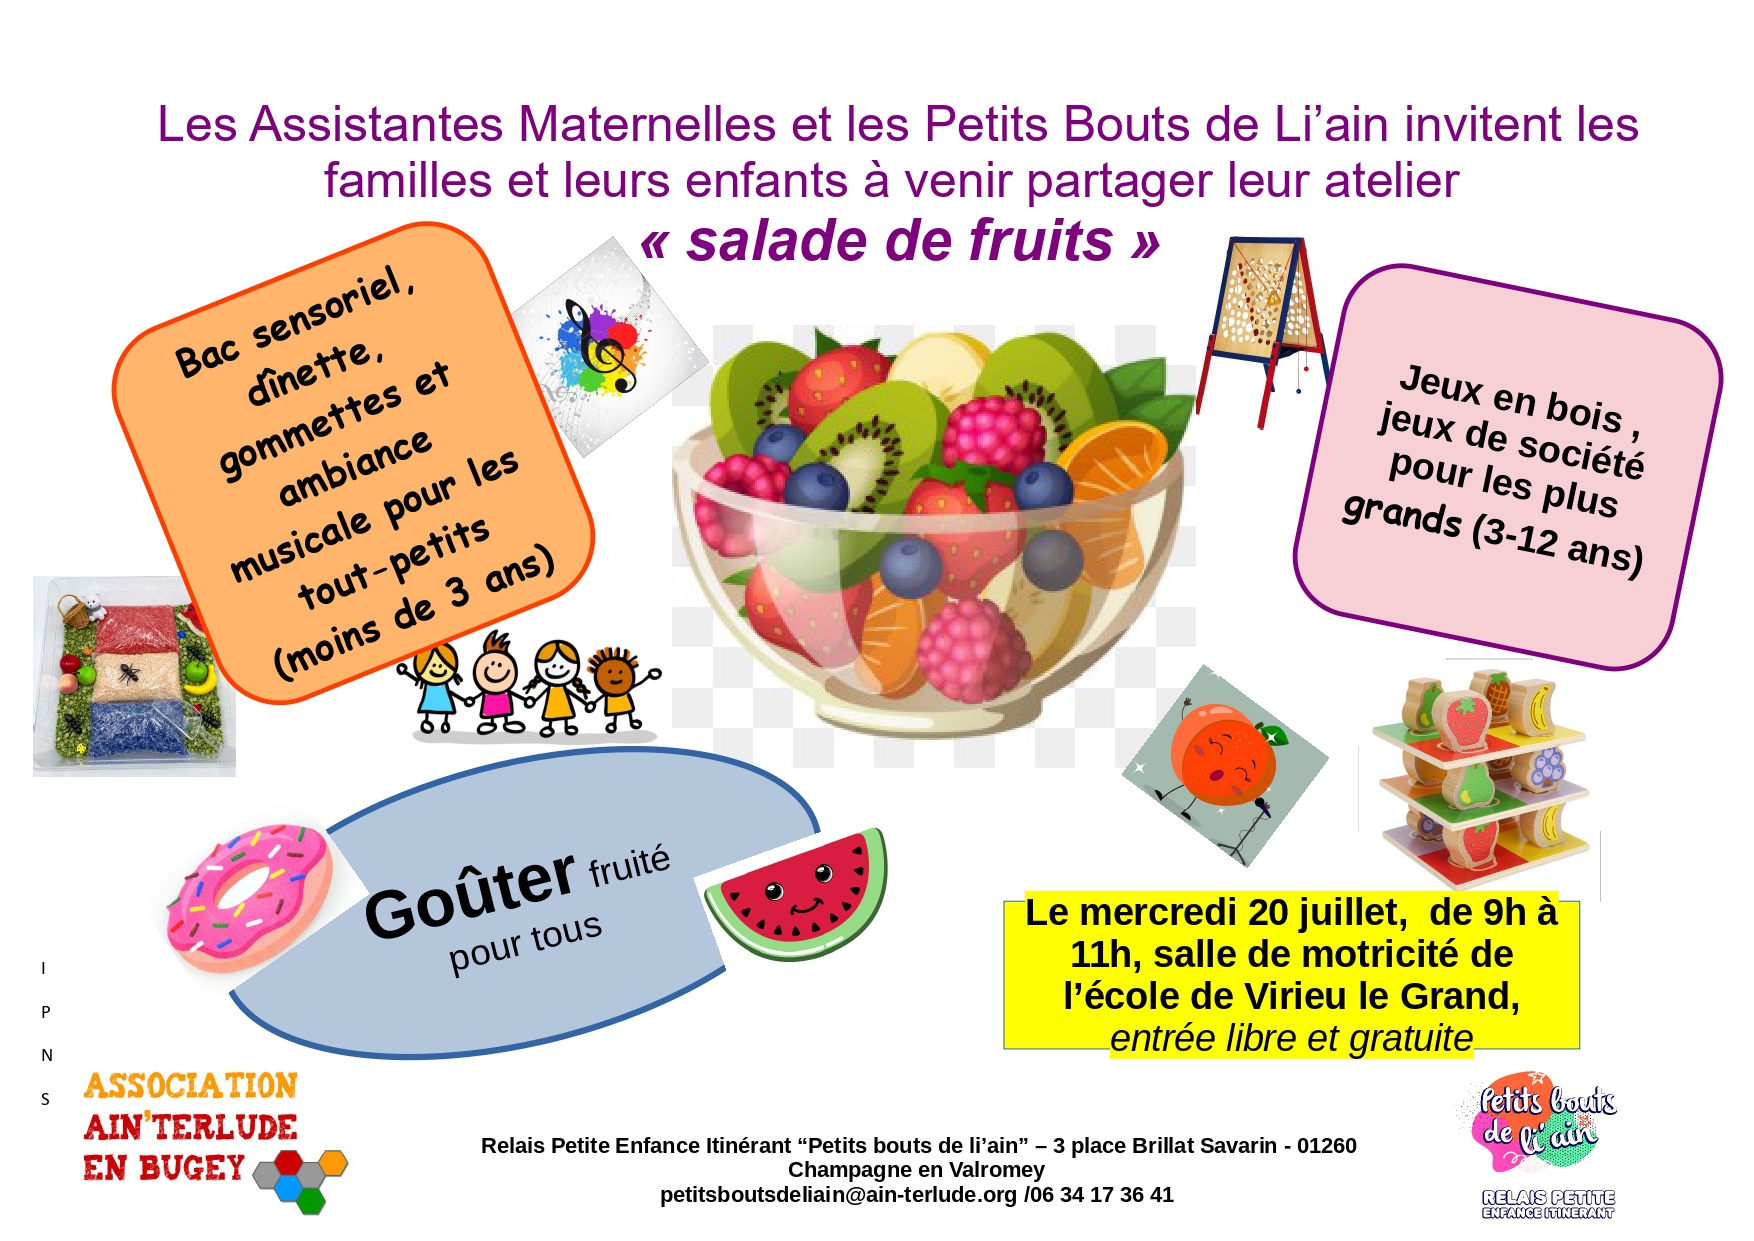 Les Assistantes Maternelles et les Petits Bouts de Li’ain invitent les
familles et leurs enfants à venir partager leur atelier
« salade de fruits »
Bac sensoriel,
dînette,
gommettes et
ambiance
musicale pour les
tout-petits
(moins de 3 ans)
Jeux en bois ,
jeux de société
pour les plus
grands (3-12 ans)
Goûter fruité
pour tous
Le mercredi 20 juillet,  de 9h à
11h, salle de motricité de
l’école de Virieu le Grand,
entrée libre et gratuite
I
P
N
S
ASSOCIATION
AIN'TERLUDE
EN BUGEY
Relais Petite Enfance Itinérant “Petits bouts de li’ain” – 3 place Brillat Savarin - 01260
Champagne en Valromey
petitsboutsdeliain@ain-terlude.org /06 34 17 36 41
Petits bouts
de li'ain
RELAIS PETITE
ENFANCE ITINERANT